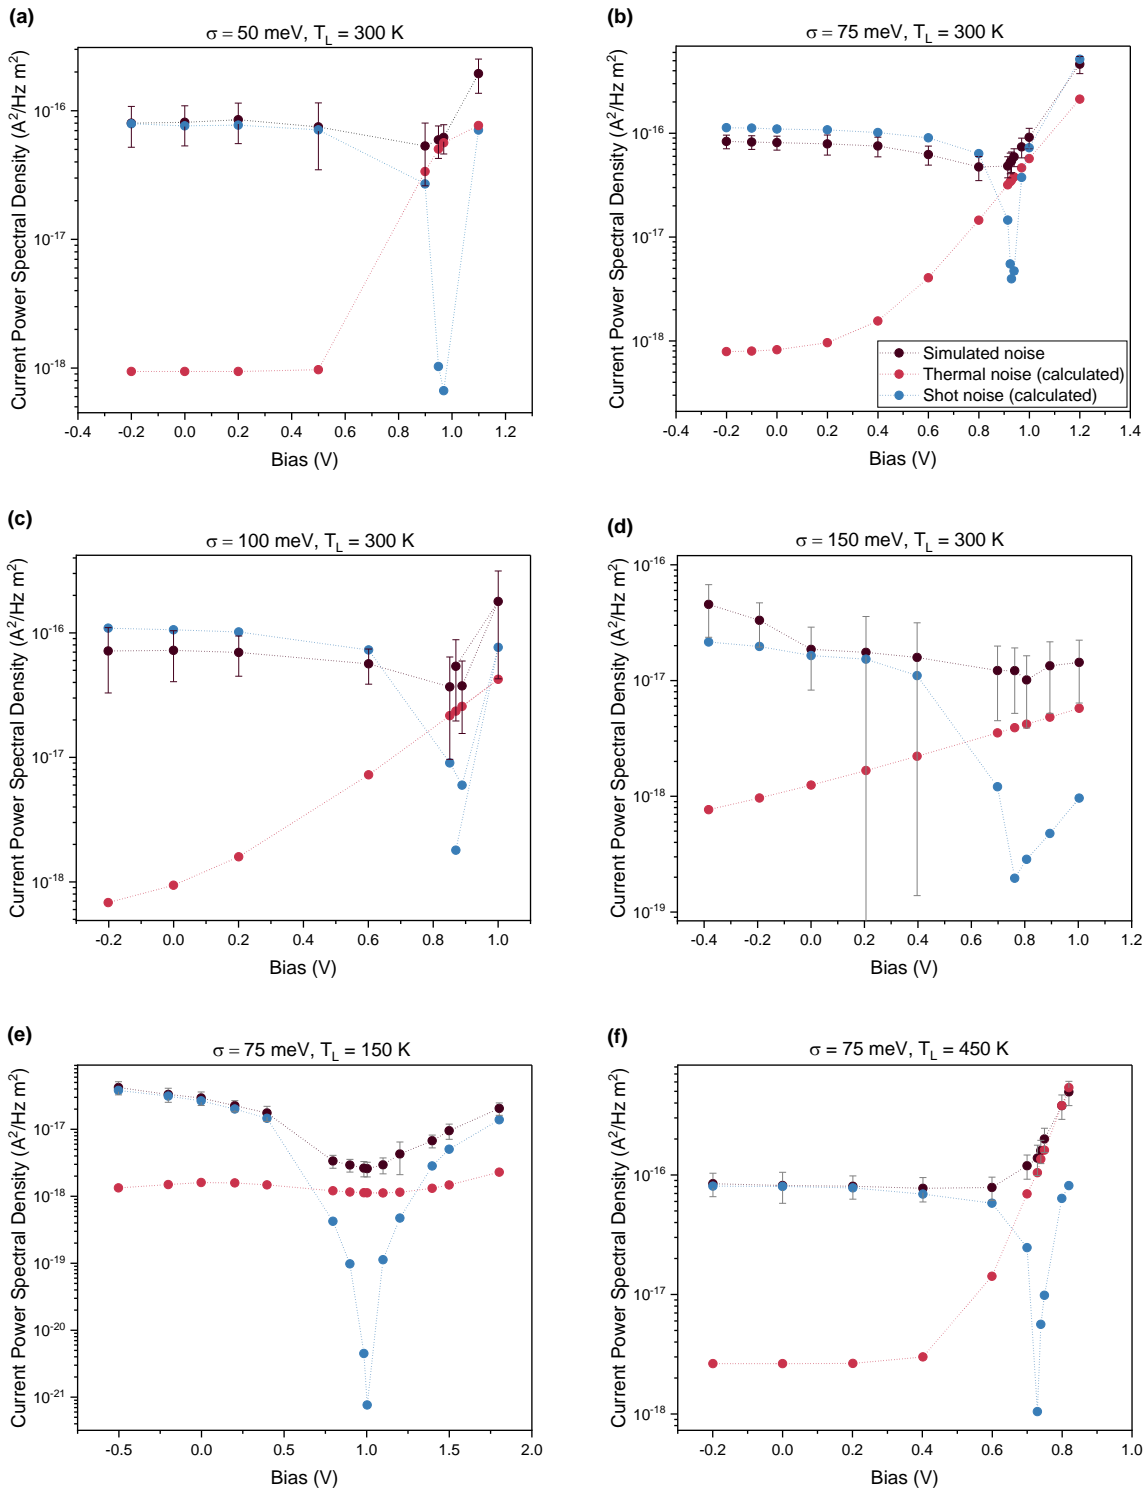 (a)
σ = 50 meV, T_L = 300 K
Current Power Spectral Density (A²/Hz m²)
10⁻¹⁶
10⁻¹⁷
10⁻¹⁸
-0.4 -0.2 0.0 0.2 0.4 0.6 0.8 1.0 1.2
Bias (V)
(b)
σ = 75 meV, T_L = 300 K
Current Power Spectral Density (A²/Hz m²)
10⁻¹⁶
10⁻¹⁷
10⁻¹⁸
Simulated noise
Thermal noise (calculated)
Shot noise (calculated)
-0.4 -0.2 0.0 0.2 0.4 0.6 0.8 1.0 1.2 1.4
Bias (V)
(c)
σ = 100 meV, T_L = 300 K
Current Power Spectral Density (A²/Hz m²)
10⁻¹⁶
10⁻¹⁷
10⁻¹⁸
-0.2 0.0 0.2 0.4 0.6 0.8 1.0
Bias (V)
(d)
σ = 150 meV, T_L = 300 K
Current Power Spectral Density (A²/Hz m²)
10⁻¹⁶
10⁻¹⁷
10⁻¹⁸
10⁻¹⁹
-0.4 -0.2 0.0 0.2 0.4 0.6 0.8 1.0 1.2
Bias (V)
(e)
σ = 75 meV, T_L = 150 K
Current Power Spectral Density (A²/Hz m²)
10⁻¹⁷
10⁻¹⁸
10⁻¹⁹
10⁻²⁰
10⁻²¹
-0.5 0.0 0.5 1.0 1.5 2.0
Bias (V)
(f)
σ = 75 meV, T_L = 450 K
Current Power Spectral Density (A²/Hz m²)
10⁻¹⁶
10⁻¹⁷
10⁻¹⁸
-0.2 0.0 0.2 0.4 0.6 0.8 1.0
Bias (V)